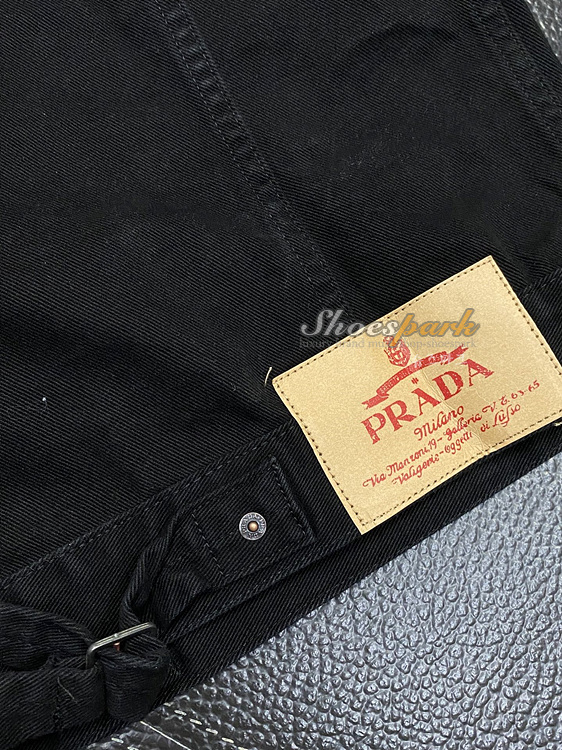 Shoespark
PRADA
Milano
Via Manzoni, 19 - Galleria V. E. 63-65
Valigerie - Oggetti di Lusso